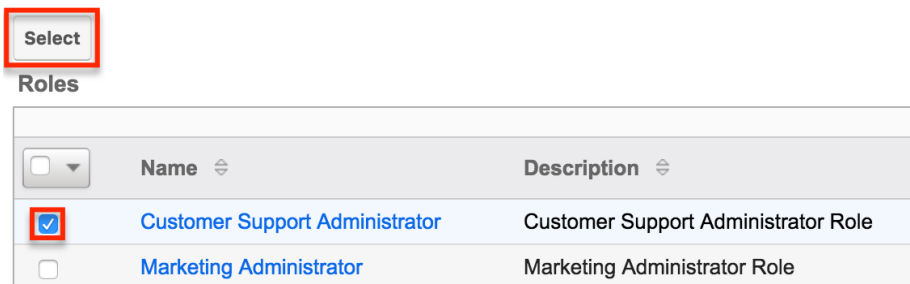 Select
Roles
Name Description
Customer Support Administrator Customer Support Administrator Role
Marketing Administrator Marketing Administrator Role